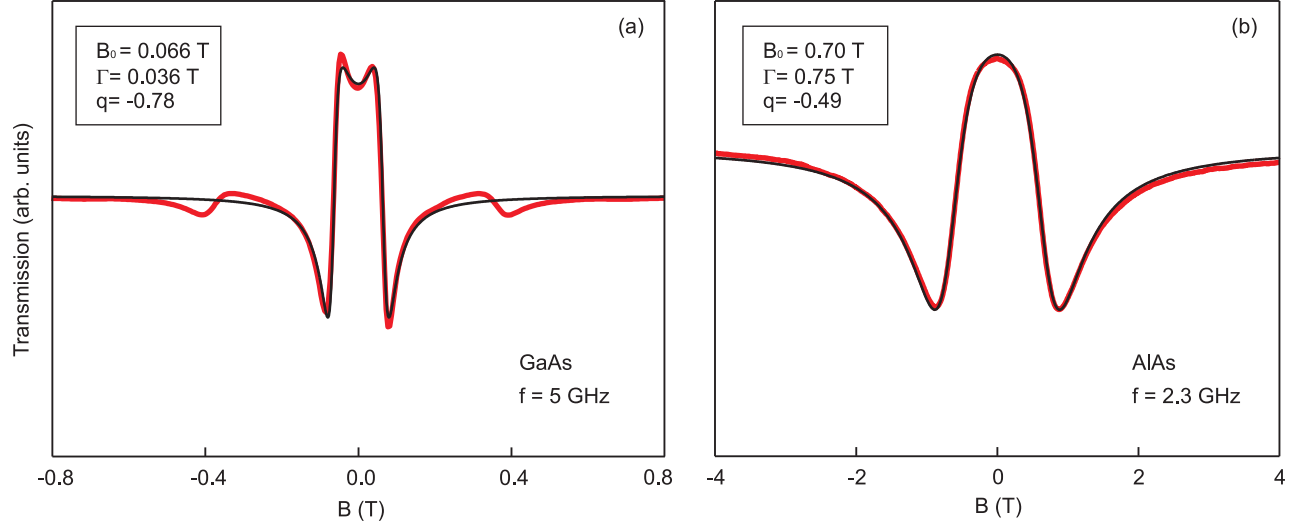 (a)
B₀ = 0.066 T
Γ= 0.036 T
q= -0.78
Transmission (arb. units)
GaAs
f = 5 GHz
-0.8 -0.4 0.0 0.4 0.8
B (T)
(b)
B₀ = 0.70 T
Γ= 0.75 T
q= -0.49
AlAs
f = 2.3 GHz
-4 -2 0 2 4
B (T)